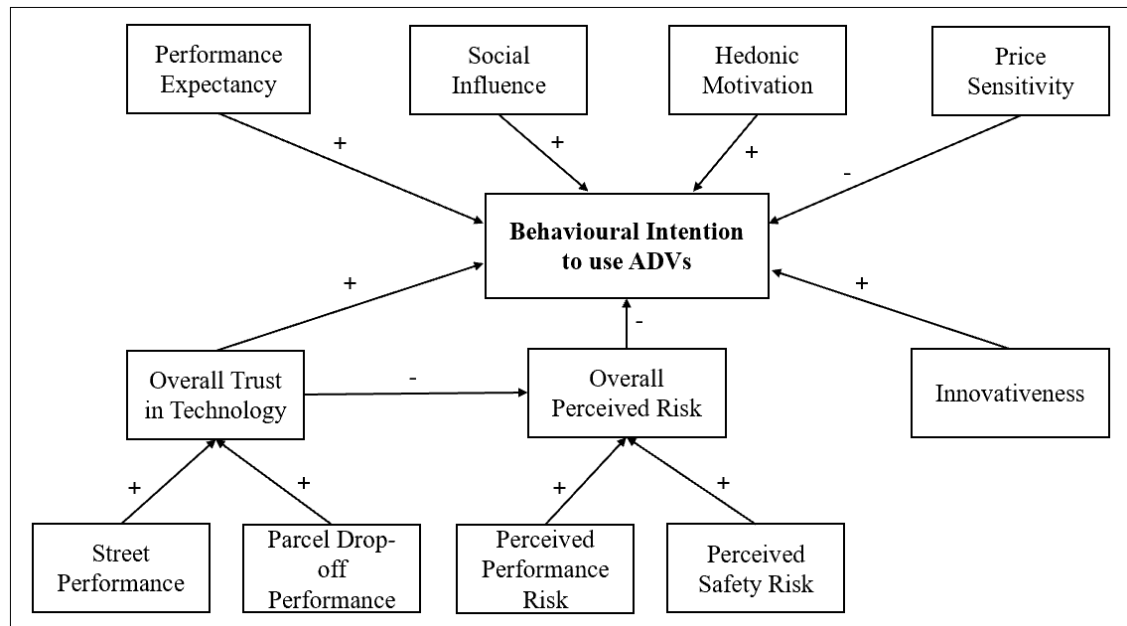 Performance
Expectancy
Social
Influence
Hedonic
Motivation
Price
Sensitivity
+
+
+
-
Behavioural Intention
to use ADVs
+
+
-
Overall Trust
in Technology
-
Overall
Perceived Risk
Innovativeness
+
+
+
+
Street
Performance
Parcel Drop-
off
Performance
Perceived
Performance
Risk
Perceived
Safety Risk